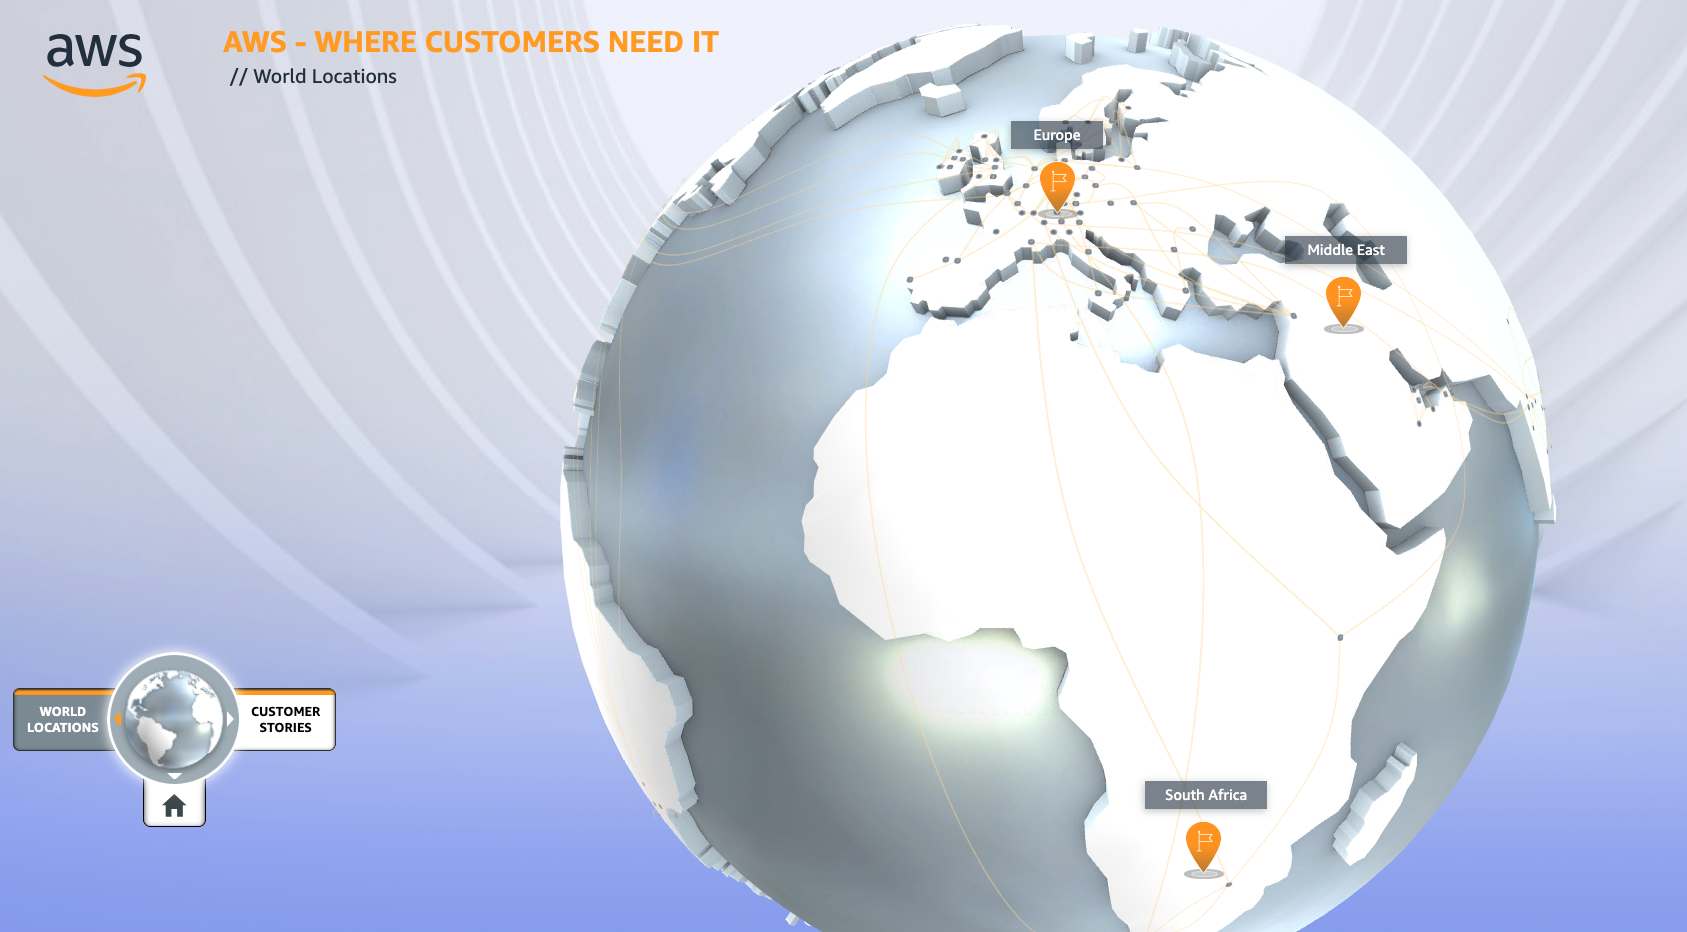 aws
AWS - WHERE CUSTOMERS NEED IT
// World Locations
Europe
Middle East
South Africa
WORLD
LOCATIONS
CUSTOMER
STORIES